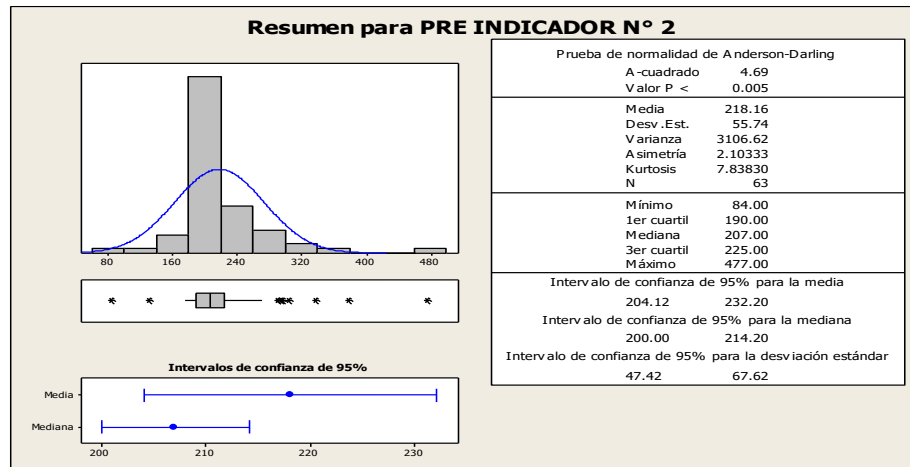 Resumen para PRE INDICADOR N° 2
80 160 240 320 400 480
Intervalos de confianza de 95%
Media
Mediana
200 210 220 230
Prueba de normalidad de Anderson-Darling
A-cuadrado 4.69
Valor P < 0.005
Media 218.16
Desv.Est. 55.74
Varianza 3106.62
Asimetría 2.10333
Kurtosis 7.83830
N 63
Mínimo 84.00
1er cuartil 190.00
Mediana 207.00
3er cuartil 225.00
Máximo 477.00
Intervalo de confianza de 95% para la media
204.12 232.20
Intervalo de confianza de 95% para la mediana
200.00 214.20
Intervalo de confianza de 95% para la desviación estándar
47.42 67.62